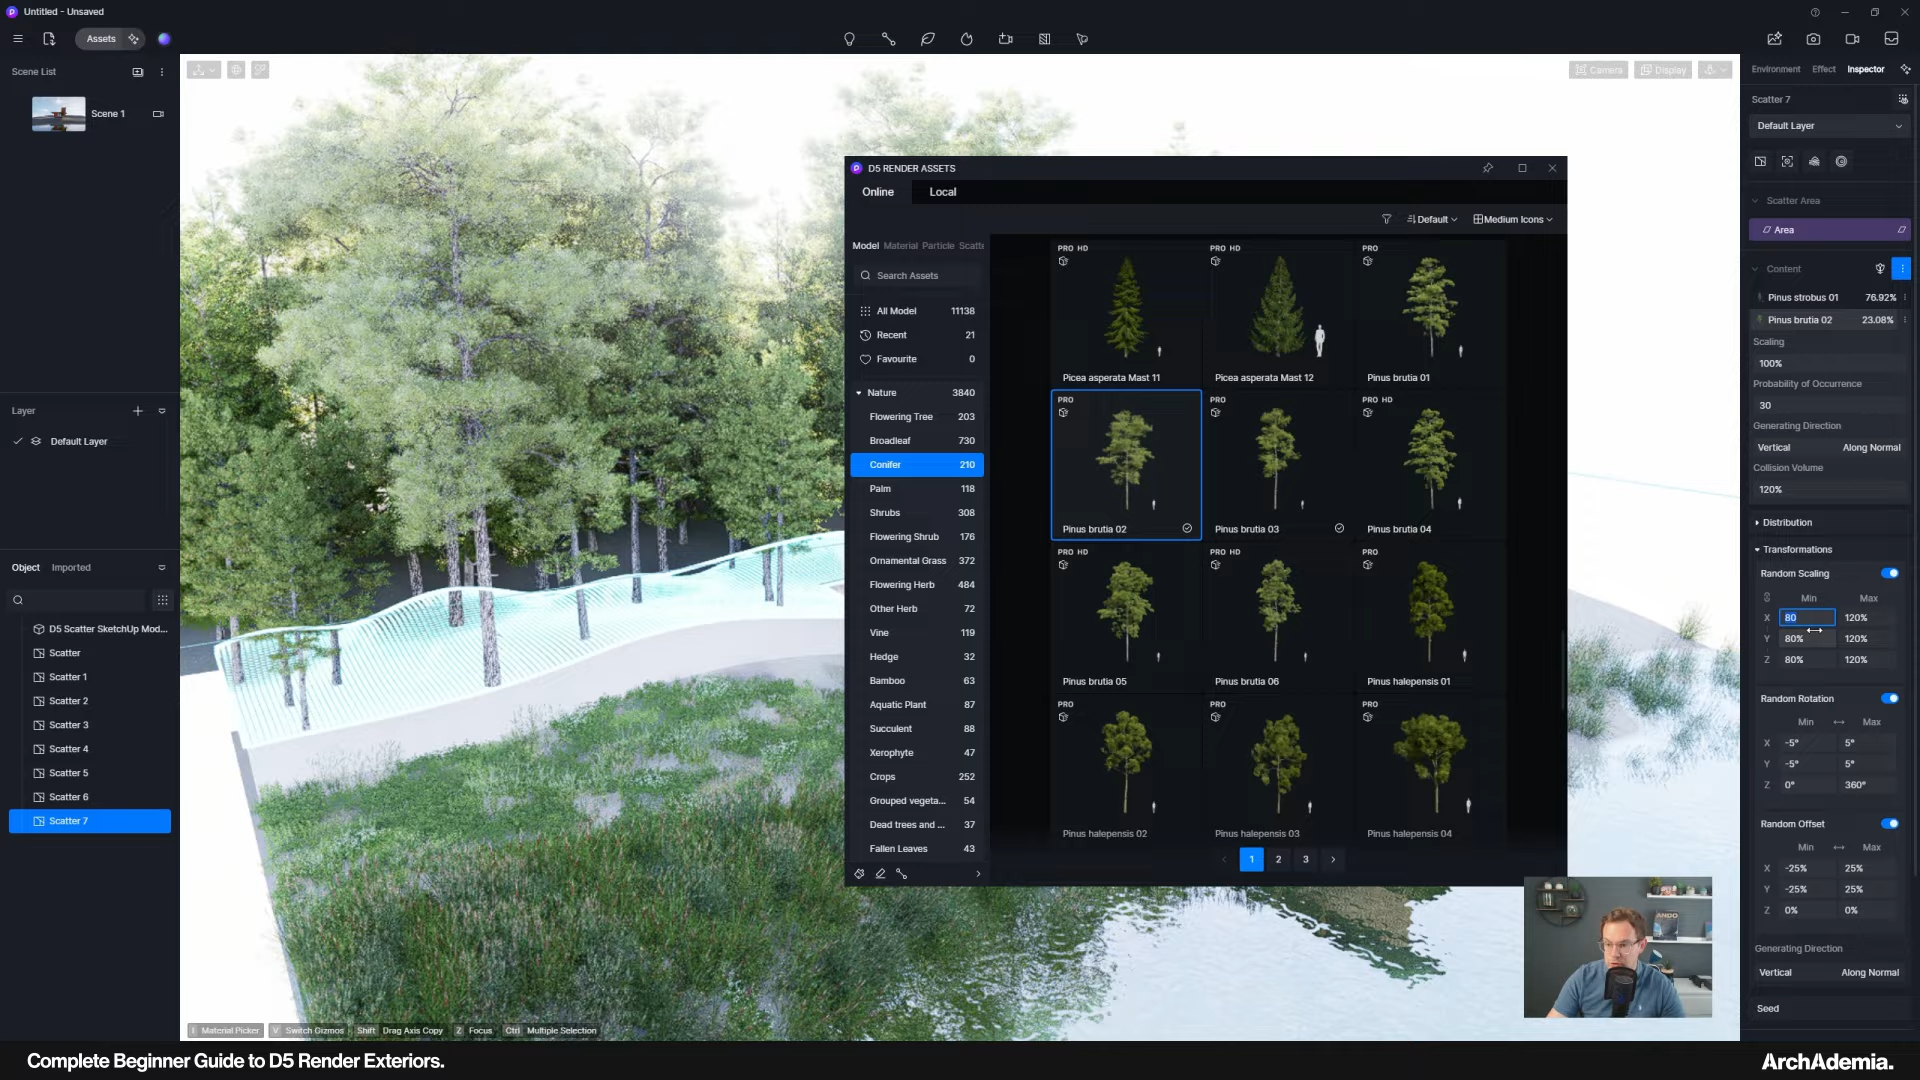 Untitled - Unsaved
Assets
Scene List
Scene 1
Layer
Default Layer
Object Imported
D5 Scatter SketchUp Mod...
Scatter
Scatter 1
Scatter 2
Scatter 3
Scatter 4
Scatter 5
Scatter 6
Scatter 7
Camera
Display
I Material Picker V Switch Gizmos Shift Drag Axis Copy Z Focus Ctrl Multiple Selection
D5 RENDER ASSETS
Online Local
Default Medium Icons
Model Material Particle Scatt
Search Assets
All Model 11138
Recent 21
Favourite 0
Nature 3840
Flowering Tree 203
Broadleaf 730
Conifer 210
Palm 118
Shrubs 308
Flowering Shrub 176
Ornamental Grass 372
Flowering Herb 484
Other Herb 72
Vine 119
Hedge 32
Bamboo 63
Aquatic Plant 87
Succulent 88
Xerophyte 47
Crops 252
Grouped vegeta... 54
Dead trees and ... 37
Fallen Leaves 43
PRO HD PRO HD PRO
Picea asperata Mast 11 Picea asperata Mast 12 Pinus brutia 01
PRO PRO PRO HD
Pinus brutia 02 Pinus brutia 03 Pinus brutia 04
PRO HD PRO HD PRO
Pinus brutia 05 Pinus brutia 06 Pinus halepensis 01
PRO PRO PRO
Pinus halepensis 02 Pinus halepensis 03 Pinus halepensis 04
1 2 3
Environment Effect Inspector
Scatter 7
Default Layer
Scatter Area
Area
Content
Pinus strobus 01 76.92%
Pinus brutia 02 23.08%
Scaling
100%
Probability of Occurrence
30
Generating Direction
Vertical Along Normal
Collision Volume
120%
Distribution
Transformations
Random Scaling
Min Max
X 80 120%
Y 80% 120%
Z 80% 120%
Random Rotation
Min Max
X -5° 5°
Y -5° 5°
Z 0° 360°
Random Offset
Min Max
X -25% 25%
Y -25% 25%
Z 0% 0%
Generating Direction
Vertical Along Normal
Seed
ANDO
Complete Beginner Guide to D5 Render Exteriors.
ArchAdemia.